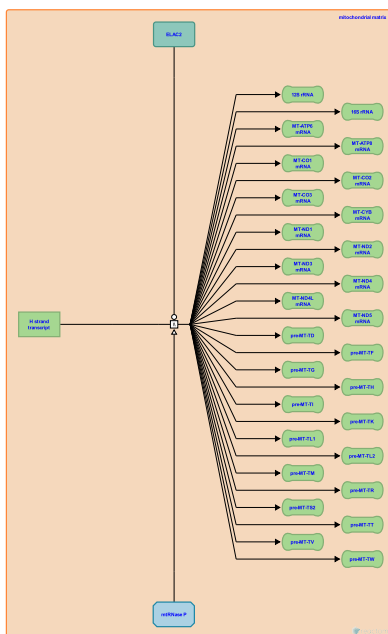 mitochondrial matrix
ELAC2
12S rRNA
16S rRNA
MT-ATP6
mRNA
MT-ATP8
mRNA
MT-CO1
mRNA
MT-CO2
mRNA
MT-CO3
mRNA
MT-CYB
mRNA
MT-ND1
mRNA
MT-ND2
mRNA
MT-ND3
mRNA
MT-ND4
mRNA
MT-ND4L
mRNA
MT-ND5
mRNA
H strand
transcript
pre-MT-TD
pre-MT-TF
pre-MT-TG
pre-MT-TH
pre-MT-TI
pre-MT-TK
pre-MT-TL1
pre-MT-TL2
pre-MT-TM
pre-MT-TR
pre-MT-TS2
pre-MT-TT
pre-MT-TV
pre-MT-TW
mtRNase P